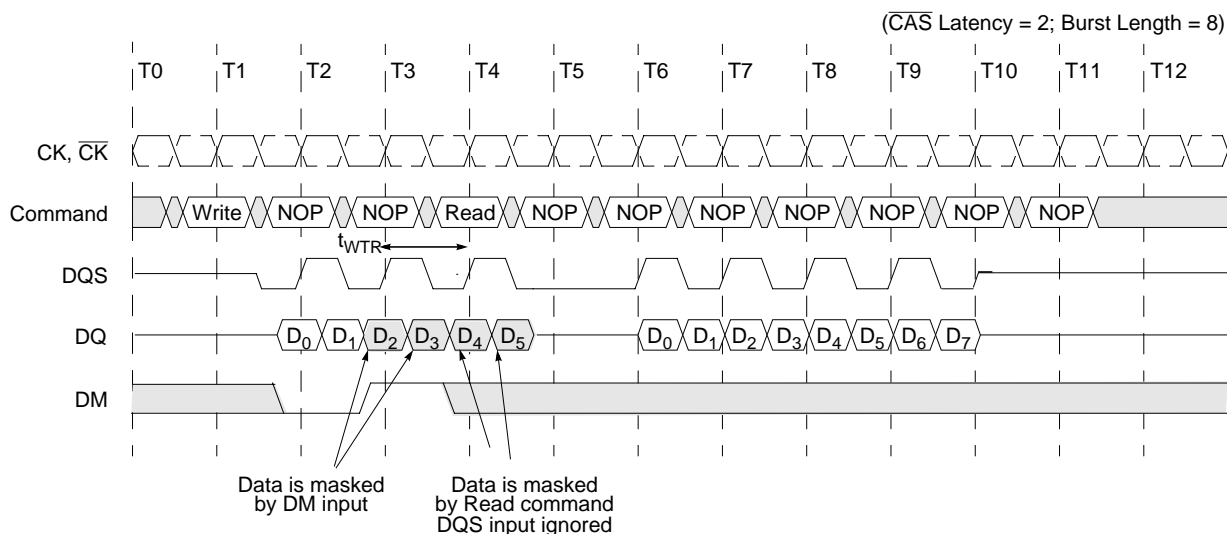 (CAS Latency = 2; Burst Length = 8)
T0 T1 T2 T3 T4 T5 T6 T7 T8 T9 T10 T11 T12
CK, CK
Command Write NOP NOP Read NOP NOP NOP NOP NOP NOP NOP
tWTR
DQS
DQ D0 D1 D2 D3 D4 D5 D0 D1 D2 D3 D4 D5 D6 D7
DM
Data is masked
by DM input
Data is masked
by Read command
DQS input ignored